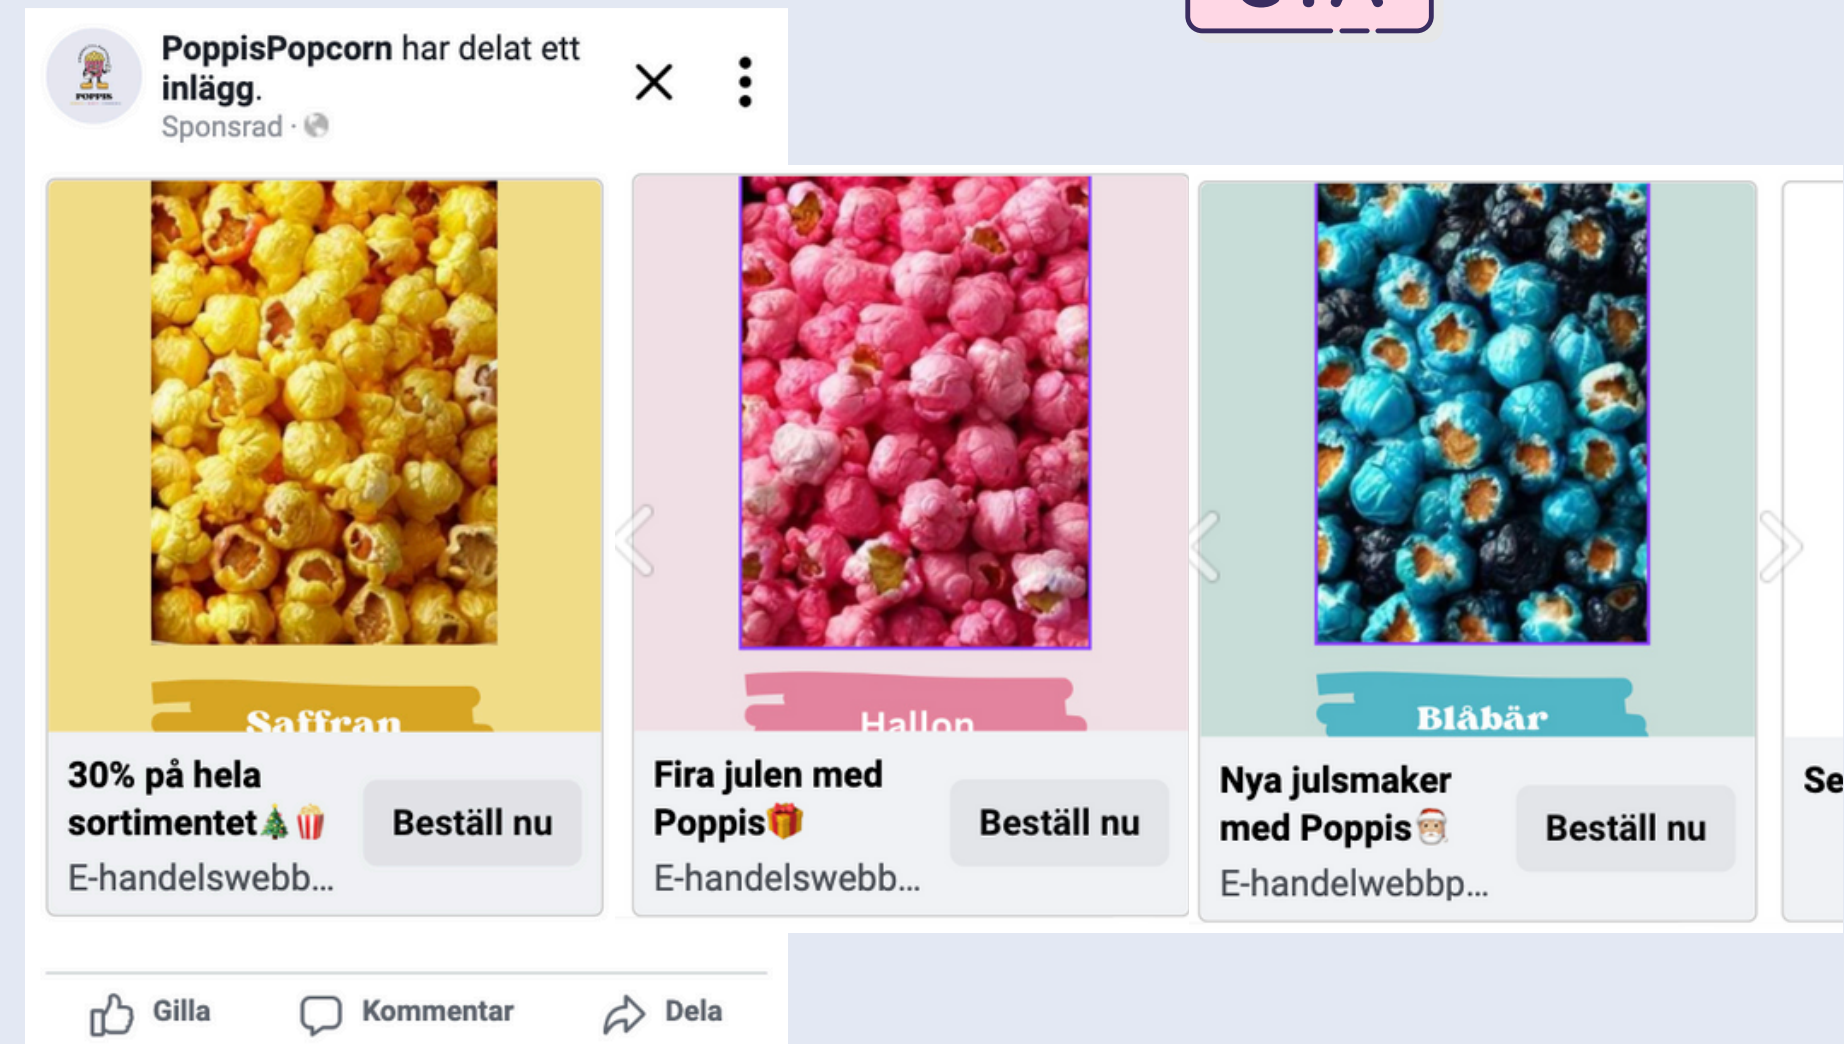 PoppisPopcorn har delat ett
inlägg.
Sponsrad ·
POPPIS
Saffran
Hallon
Blåbär
30% på hela
sortimentet🎄🍿
Beställ nu
E-handelswebb...
Fira julen med
Poppis🎁
Beställ nu
E-handelswebb...
Nya julsmaker
med Poppis🎅🏼
Beställ nu
E-handelwebbp...
Se
Gilla
Kommentar
Dela